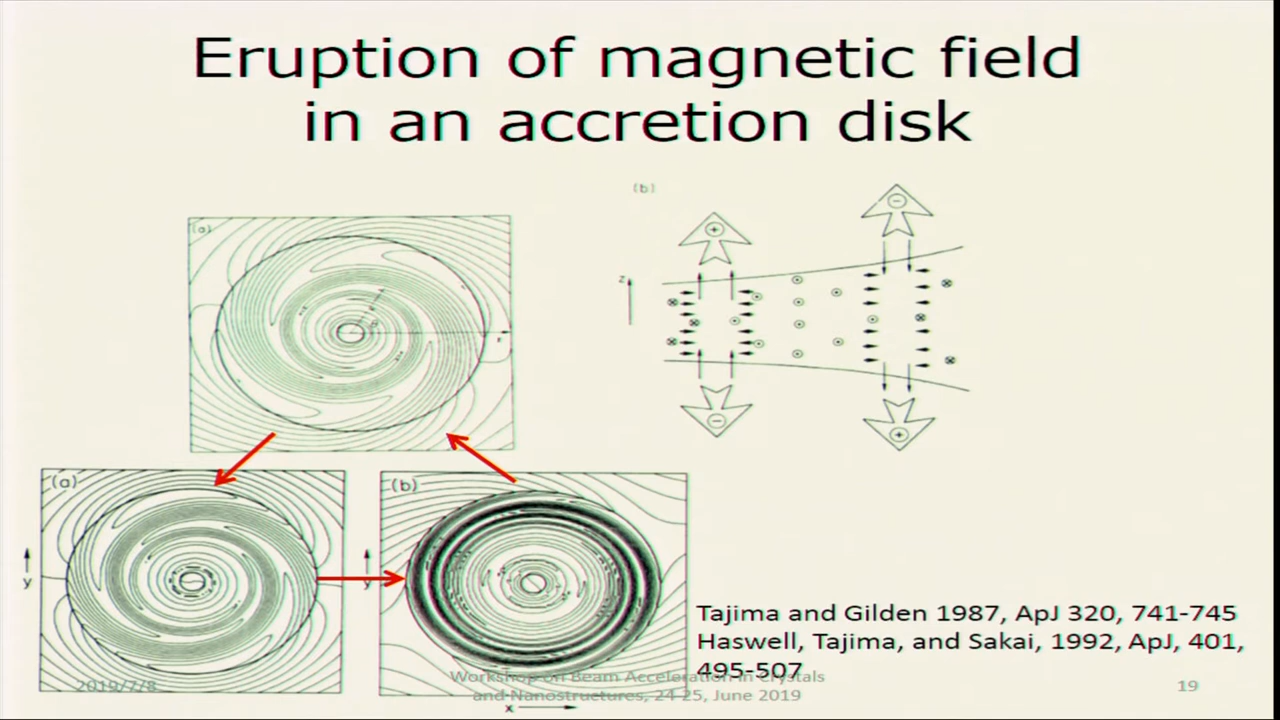 Eruption of magnetic field
in an accretion disk
(b)
(a)
z
r
(a)
(b)
y
y
x
Tajima and Gilden 1987, ApJ 320, 741-745
Haswell, Tajima, and Sakai, 1992, ApJ, 401,
495-507
2019/7/8
Workshop on Beam Acceleration in Crystals
and Nanostructures, 24-25, June 2019
19